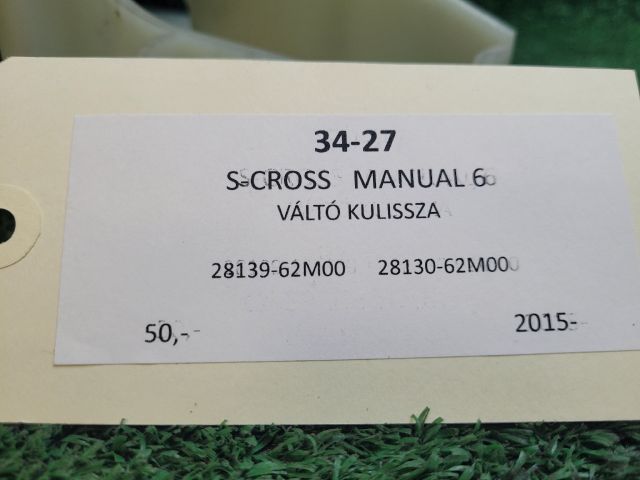 34-27
S-CROSS MANUAL 6
VÁLTÓ KULISSZA
28139-62M00 28130-62M00
50,- 2015-